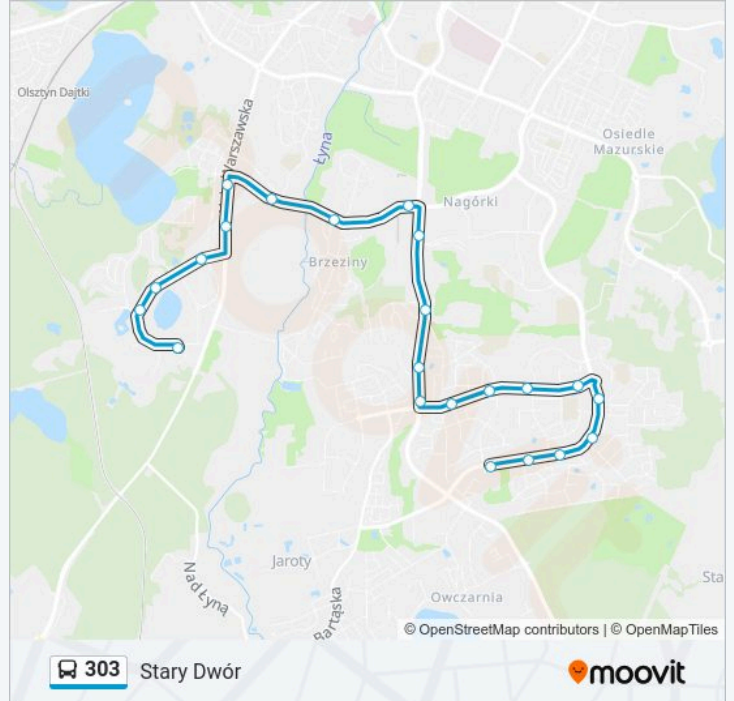 Olsztyn Dajtki
Warszawska
Łyna
Osiedle
Mazurskie
Nagórki
Brzeziny
Jaroty
Nad Łyną
Bartąska
Owczarnia
Sta
© OpenStreetMap contributors | © OpenMapTiles
303 Stary Dwór
moovit